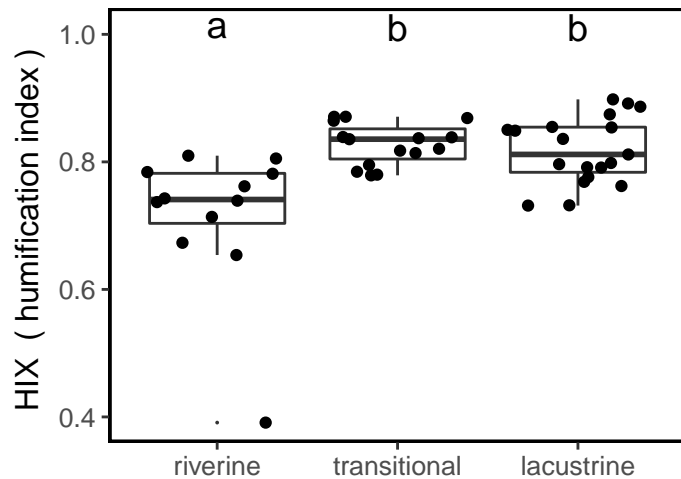 a b b
1.0
0.8
0.6
0.4
HIX ( humification index )
riverine transitional lacustrine